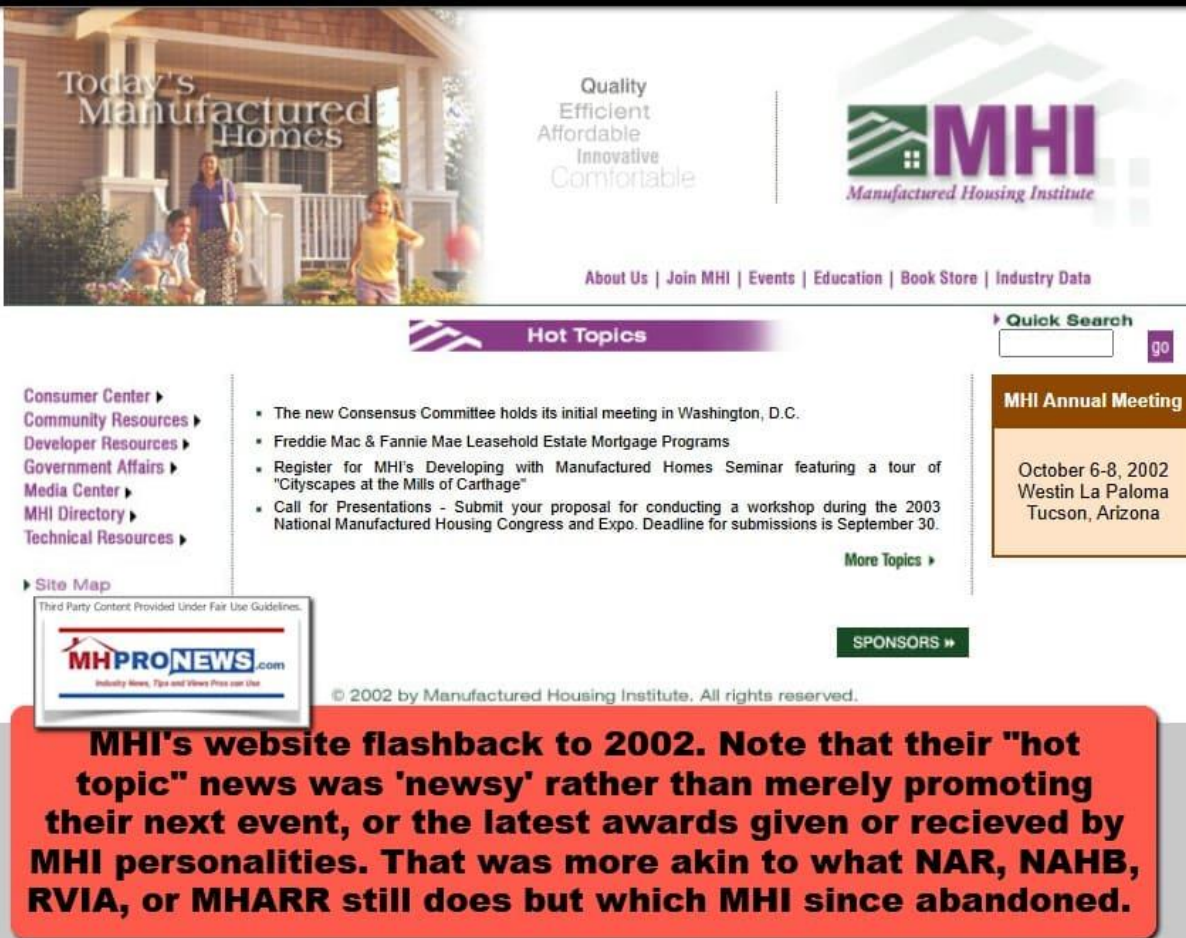 Today's
Manufactured
Homes
Quality
Efficient
Affordable
Innovative
Comfortable
MHI
Manufactured Housing Institute
About Us | Join MHI | Events | Education | Book Store | Industry Data
Hot Topics
Quick Search
go
Consumer Center
Community Resources
Developer Resources
Government Affairs
Media Center
MHI Directory
Technical Resources
Site Map
▪ The new Consensus Committee holds its initial meeting in Washington, D.C.
▪ Freddie Mac & Fannie Mae Leasehold Estate Mortgage Programs
▪ Register for MHI's Developing with Manufactured Homes Seminar featuring a tour of
"Cityscapes at the Mills of Carthage"
▪ Call for Presentations - Submit your proposal for conducting a workshop during the 2003
National Manufactured Housing Congress and Expo. Deadline for submissions is September 30.
More Topics
MHI Annual Meeting
October 6-8, 2002
Westin La Paloma
Tucson, Arizona
Third Party Content Provided Under Fair Use Guidelines.
MHPRONEWS.com
Industry News, Tips and Views Pros can Use
SPONSORS
© 2002 by Manufactured Housing Institute. All rights reserved.
MHI's website flashback to 2002. Note that their "hot
topic" news was 'newsy' rather than merely promoting
their next event, or the latest awards given or recieved by
MHI personalities. That was more akin to what NAR, NAHB,
RVIA, or MHARR still does but which MHI since abandoned.